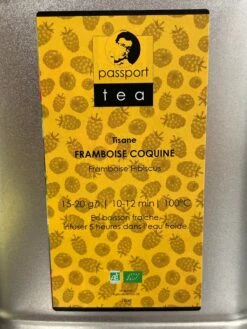 passport
tea
Tisane
FRAMBOISE COQUINE
Framboise Hibiscus
15-20 g/l | 10-12 min | 100°C
En boisson fraîche,
infuser 5 heures dans l'eau froide.